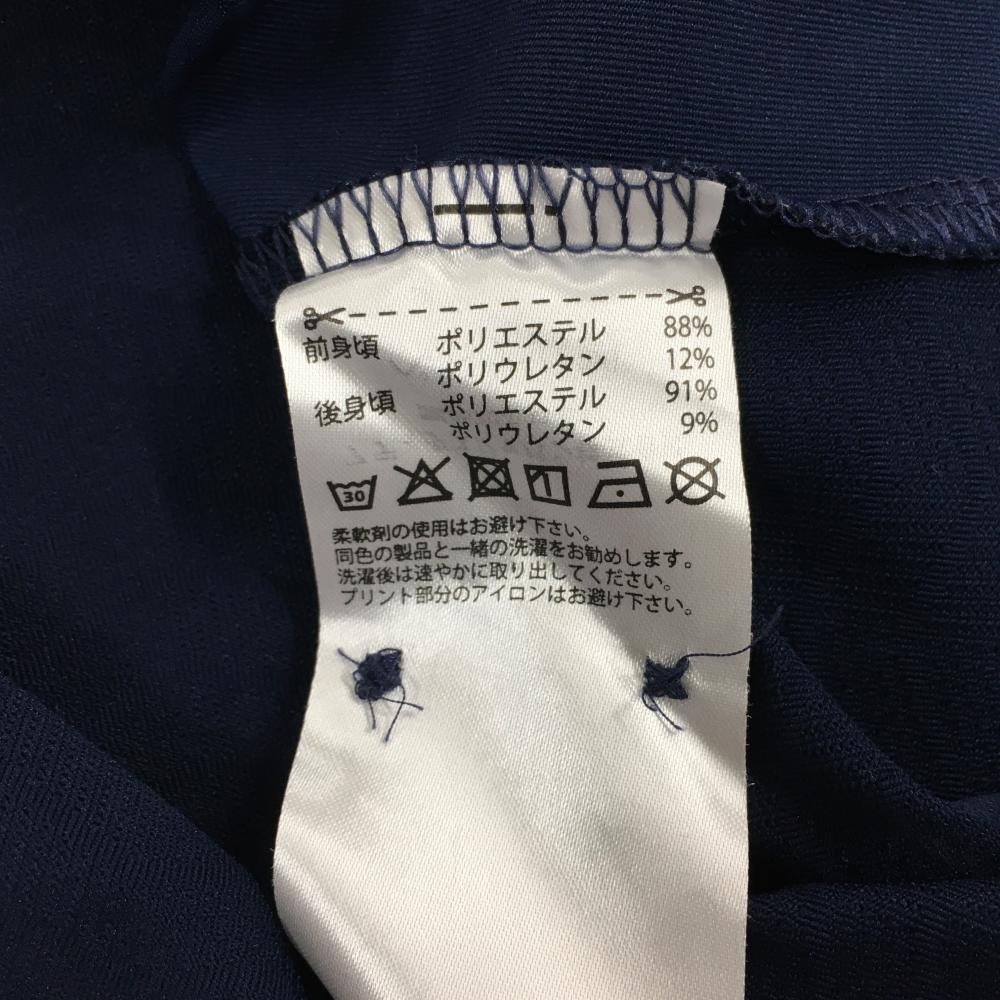 前身頃 ポリエステル 88%
ポリウレタン 12%
後身頃 ポリエステル 91%
ポリウレタン 9%
30
柔軟剤の使用はお避け下さい。
同色の製品と一緒の洗濯をお勧めします。
洗濯後は速やかに取り出してください。
プリント部分のアイロンはお避け下さい。